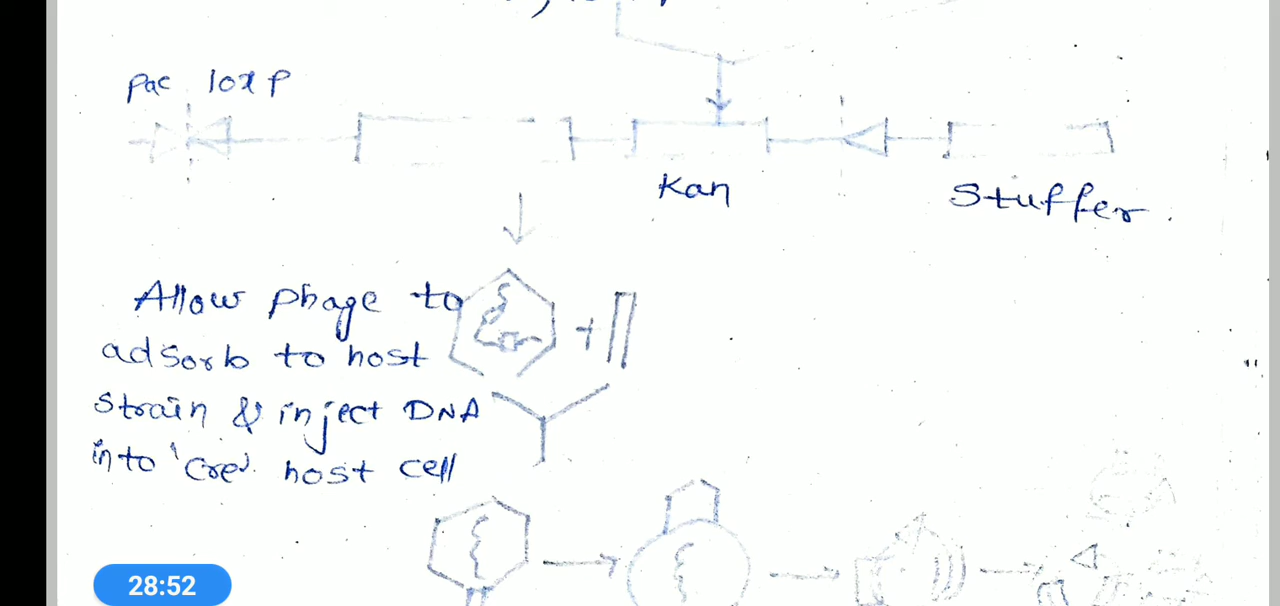 Pac loxP
Kan
Stuffer
Allow phage to
adsorb to host
strain & inject DNA
into 'Cre' host cell
28:52